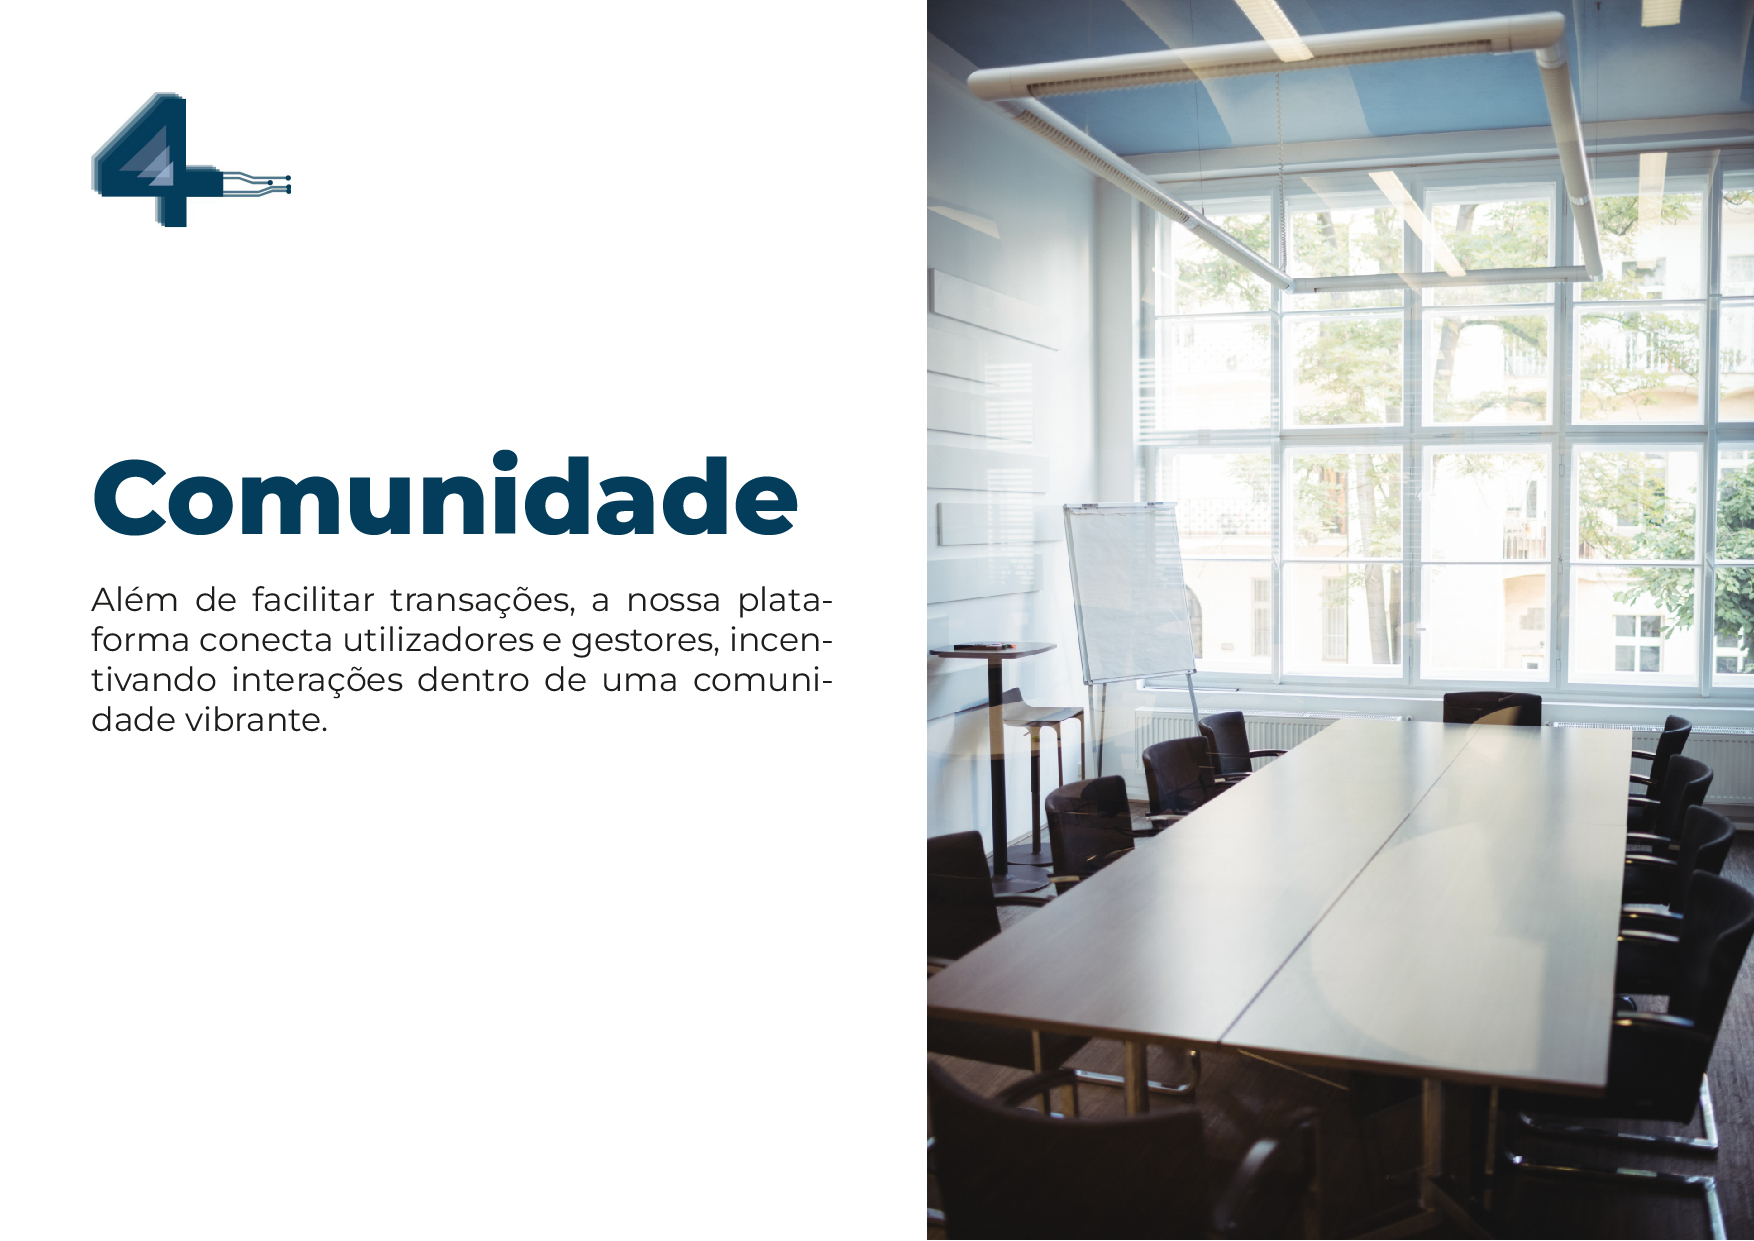 4
Comunidade
Além de facilitar transações, a nossa plata-
forma conecta utilizadores e gestores, incen-
tivando interações dentro de uma comuni-
dade vibrante.